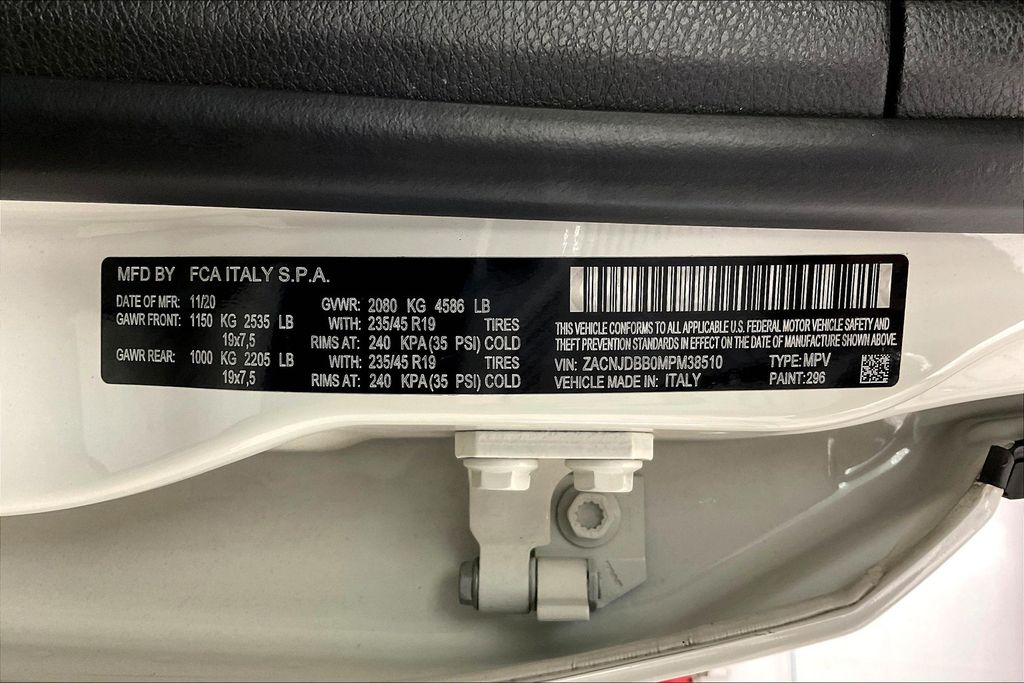 MFD BY FCA ITALY S.P.A.
DATE OF MFR: 11/20 GVWR: 2080 KG 4586 LB
GAWR FRONT: 1150 KG 2535 LB WITH: 235/45 R19 TIRES
19x7,5 RIMS AT: 240 KPA(35 PSI) COLD
GAWR REAR: 1000 KG 2205 LB WITH: 235/45 R19 TIRES
19x7,5 RIMS AT: 240 KPA(35 PSI) COLD
THIS VEHICLE CONFORMS TO ALL APPLICABLE U.S. FEDERAL MOTOR VEHICLE SAFETY AND
THEFT PREVENTION STANDARDS IN EFFECT ON THE DATE OF MANUFACTURE SHOWN ABOVE.
VIN: ZACNJDBB0MPM38510 TYPE: MPV
VEHICLE MADE IN: ITALY PAINT:296